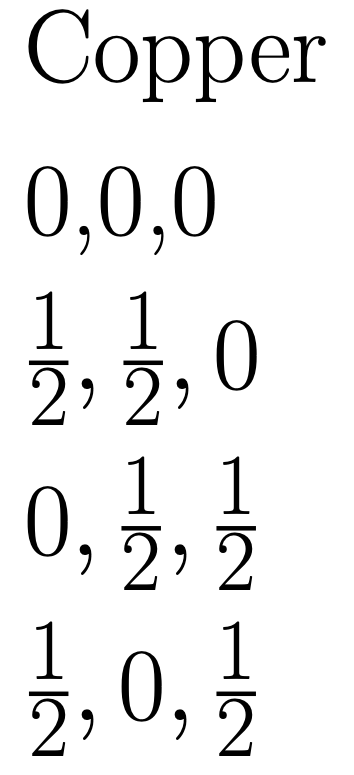 Copper
0,0,0
1/2, 1/2, 0
0, 1/2, 1/2
1/2, 0, 1/2